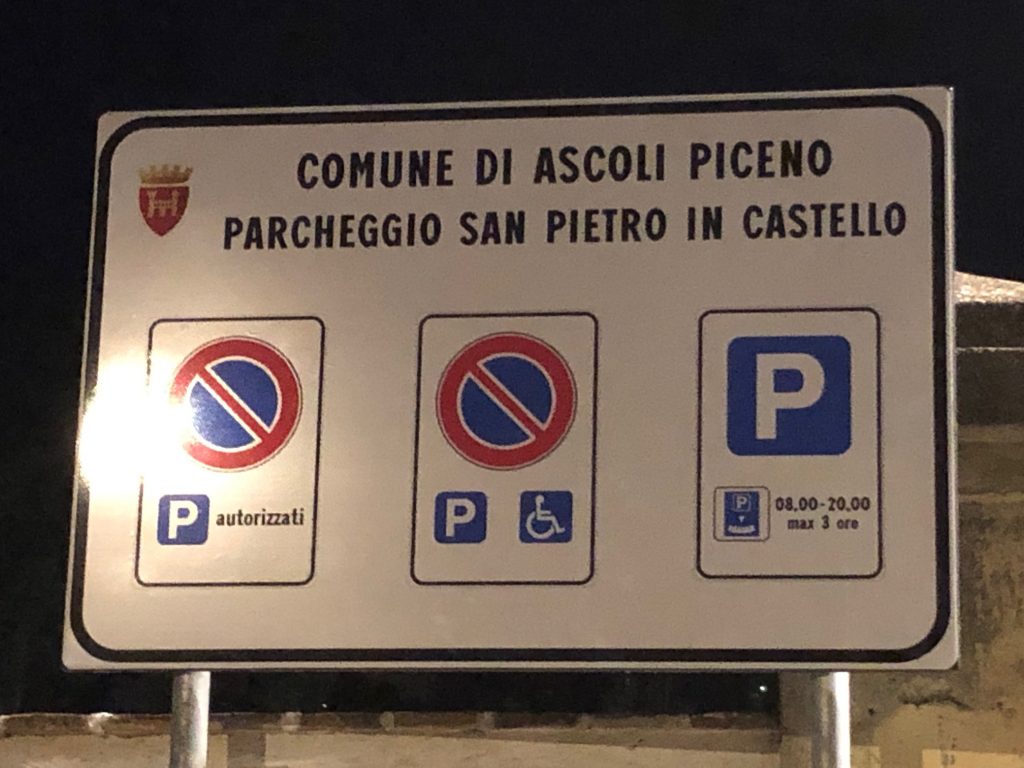 COMUNE DI ASCOLI PICENO
PARCHEGGIO SAN PIETRO IN CASTELLO
P autorizzati
P
P
P
08.00-20.00
max 3 ore